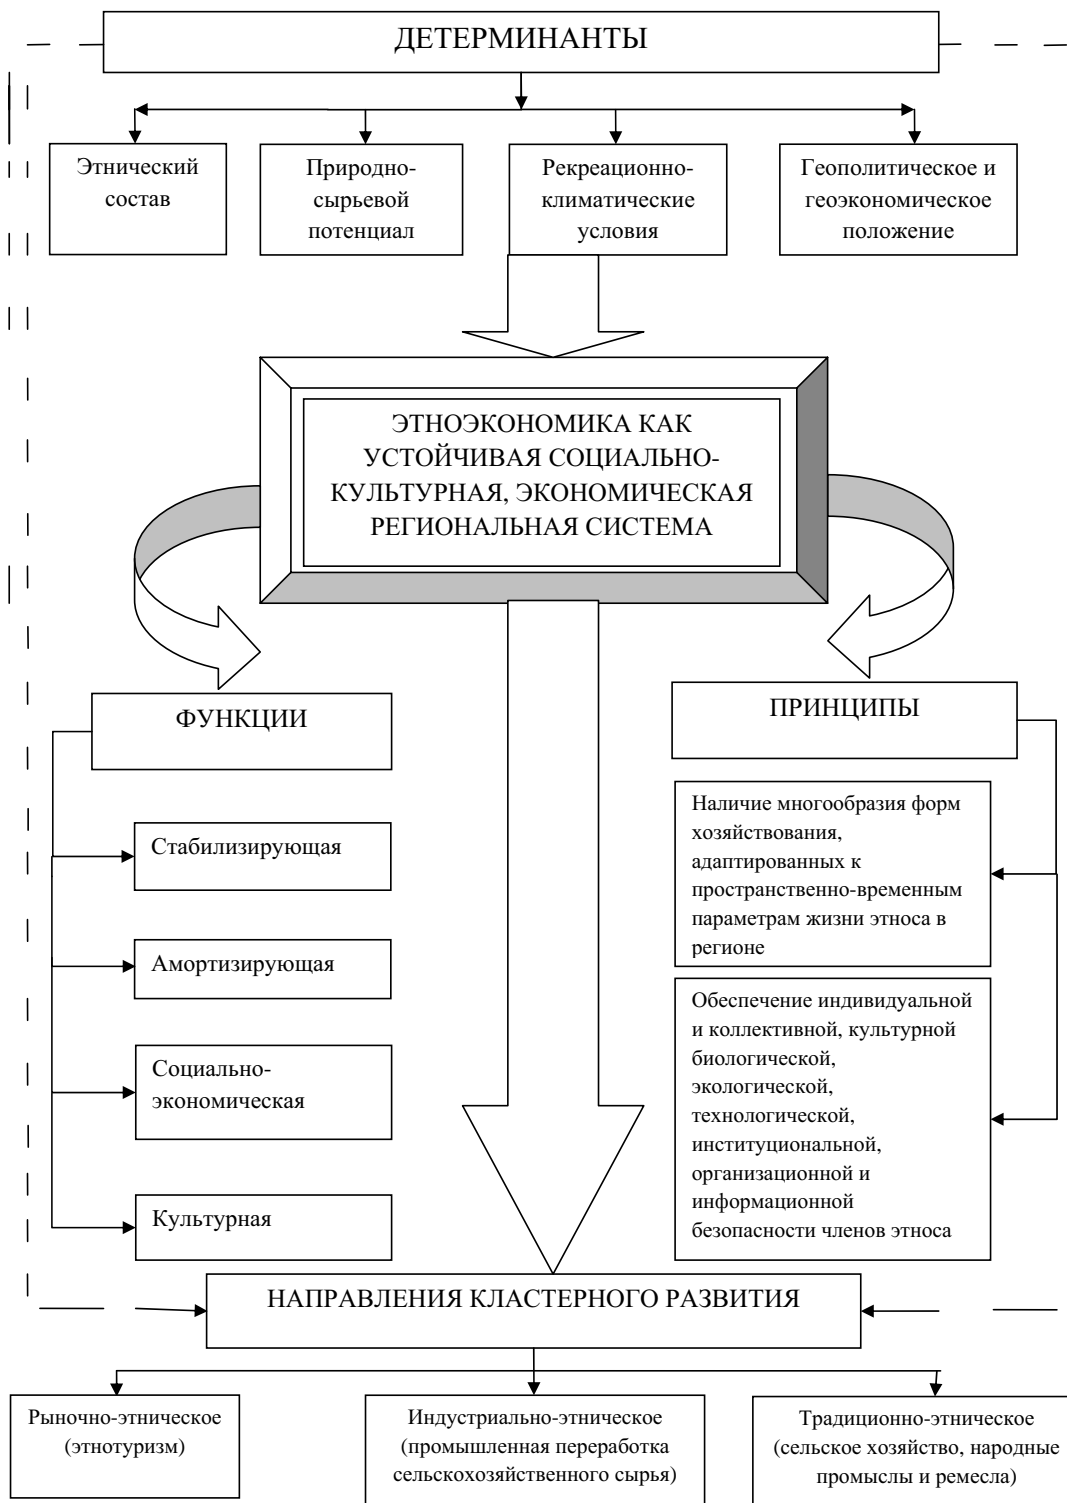 ДЕТЕРМИНАНТЫ
Этнический
состав
Природно-
сырьевой
потенциал
Рекреационно-
климатические
условия
Геополитическое и
геоэкономическое
положение
ЭТНОЭКОНОМИКА КАК
УСТОЙЧИВАЯ СОЦИАЛЬНО-
КУЛЬТУРНАЯ, ЭКОНОМИЧЕСКАЯ
РЕГИОНАЛЬНАЯ СИСТЕМА
ФУНКЦИИ
Стабилизирующая
Амортизирующая
Социально-
экономическая
Культурная
ПРИНЦИПЫ
Наличие многообразия форм
хозяйствования,
адаптированных к
пространственно-временным
параметрам жизни этноса в
регионе
Обеспечение индивидуальной
и коллективной, культурной
биологической,
экологической,
технологической,
институциональной,
организационной и
информационной
безопасности членов этноса
НАПРАВЛЕНИЯ КЛАСТЕРНОГО РАЗВИТИЯ
Рыночно-этническое
(этнотуризм)
Индустриально-этническое
(промышленная переработка
сельскохозяйственного сырья)
Традиционно-этническое
(сельское хозяйство, народные
промыслы и ремесла)